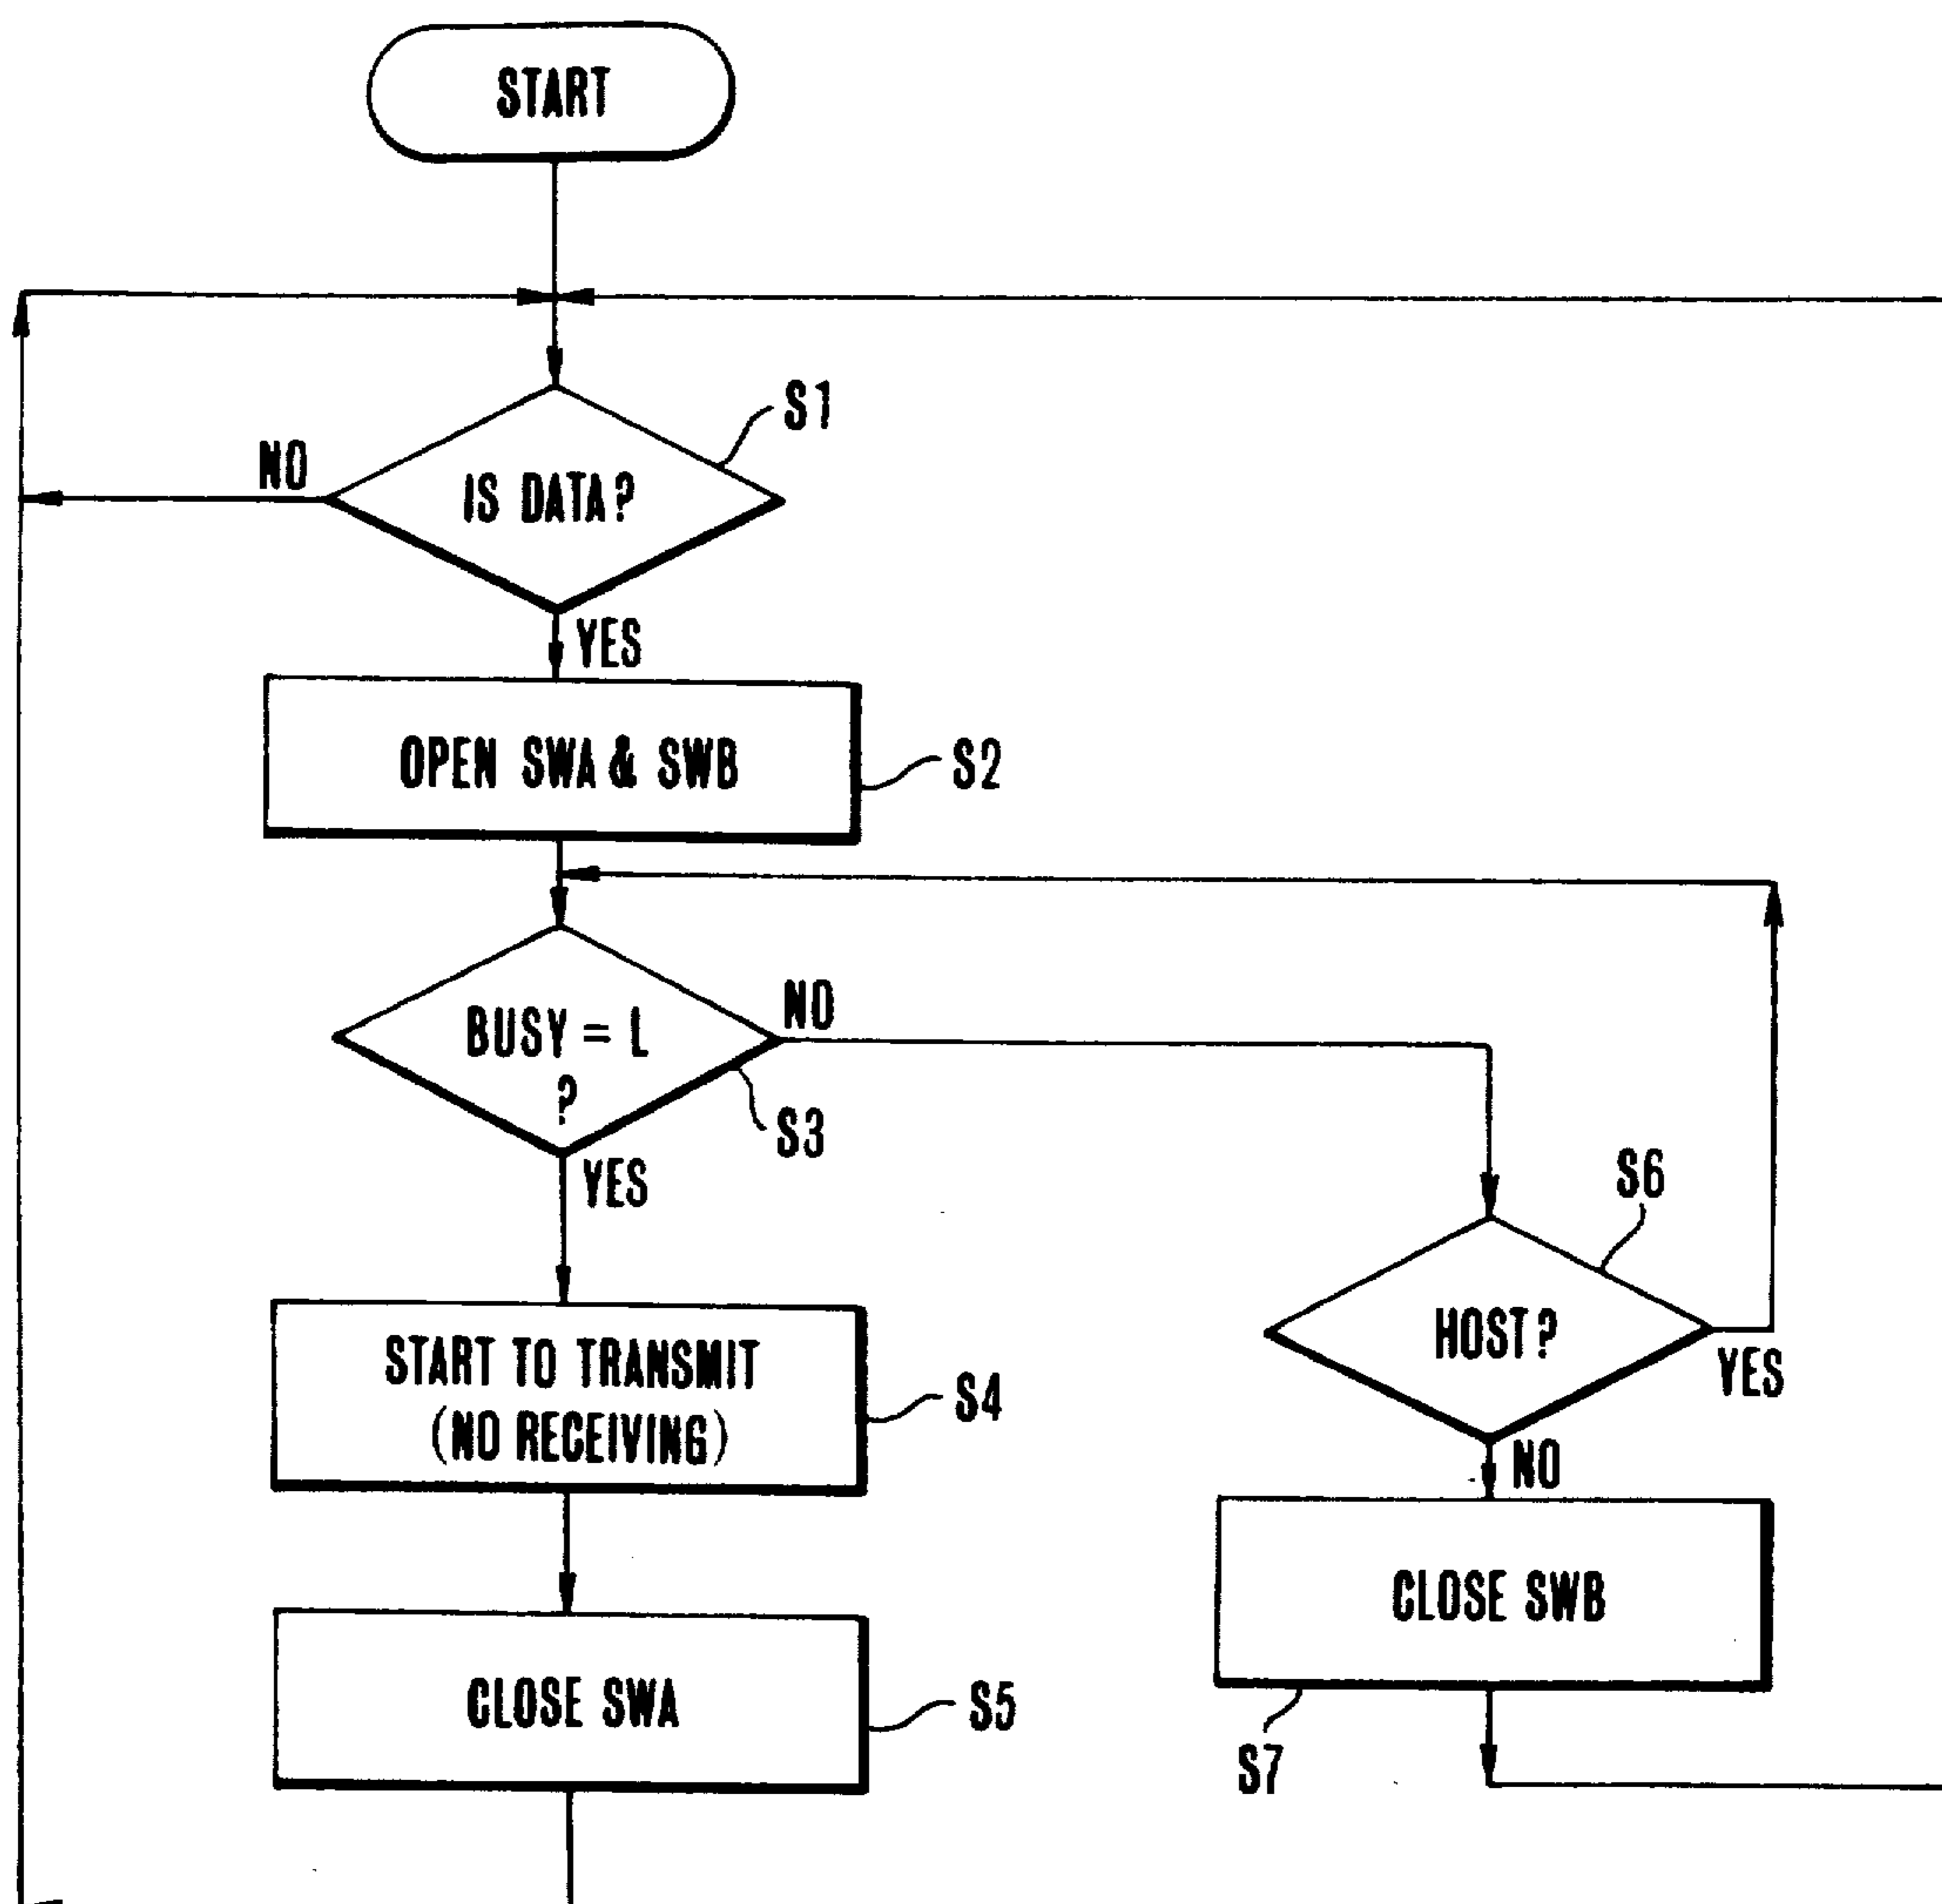 START
S1
NO
IS DATA?
YES
OPEN SWA & SWB
S2
BUSY = L
?
NO
S3
YES
S6
HOST?
YES
START TO TRANSMIT
(NO RECEIVING)
S4
NO
CLOSE SWB
CLOSE SWA
S5
S7